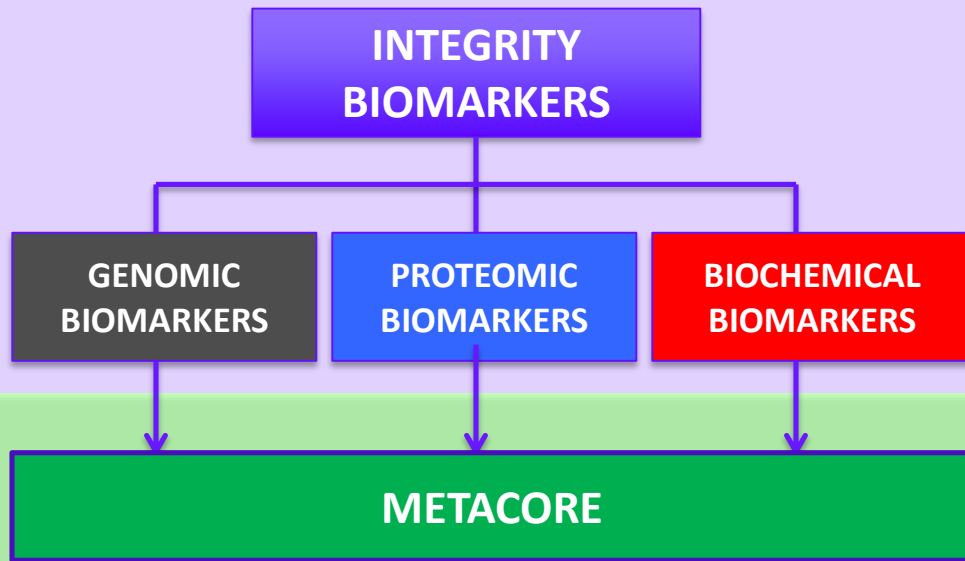 INTEGRITY
BIOMARKERS
GENOMIC
BIOMARKERS
PROTEOMIC
BIOMARKERS
BIOCHEMICAL
BIOMARKERS
METACORE